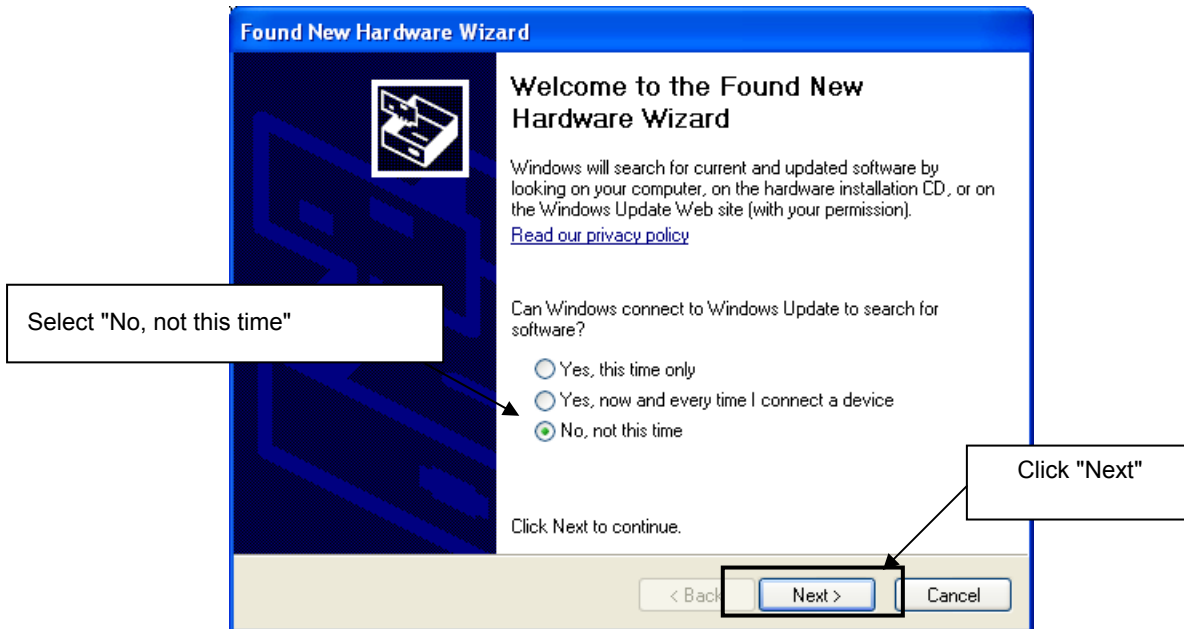 Found New Hardware Wizard
Welcome to the Found New
Hardware Wizard
Windows will search for current and updated software by
looking on your computer, on the hardware installation CD, or on
the Windows Update Web site (with your permission).
Read our privacy policy
Select "No, not this time"
Can Windows connect to Windows Update to search for
software?
Yes, this time only
Yes, now and every time I connect a device
No, not this time
Click "Next"
Click Next to continue.
< Back
Next >
Cancel